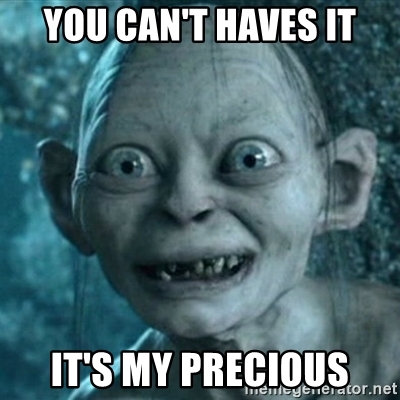 YOU CAN'T HAVES IT
IT'S MY PRECIOUS
memegenerator.net